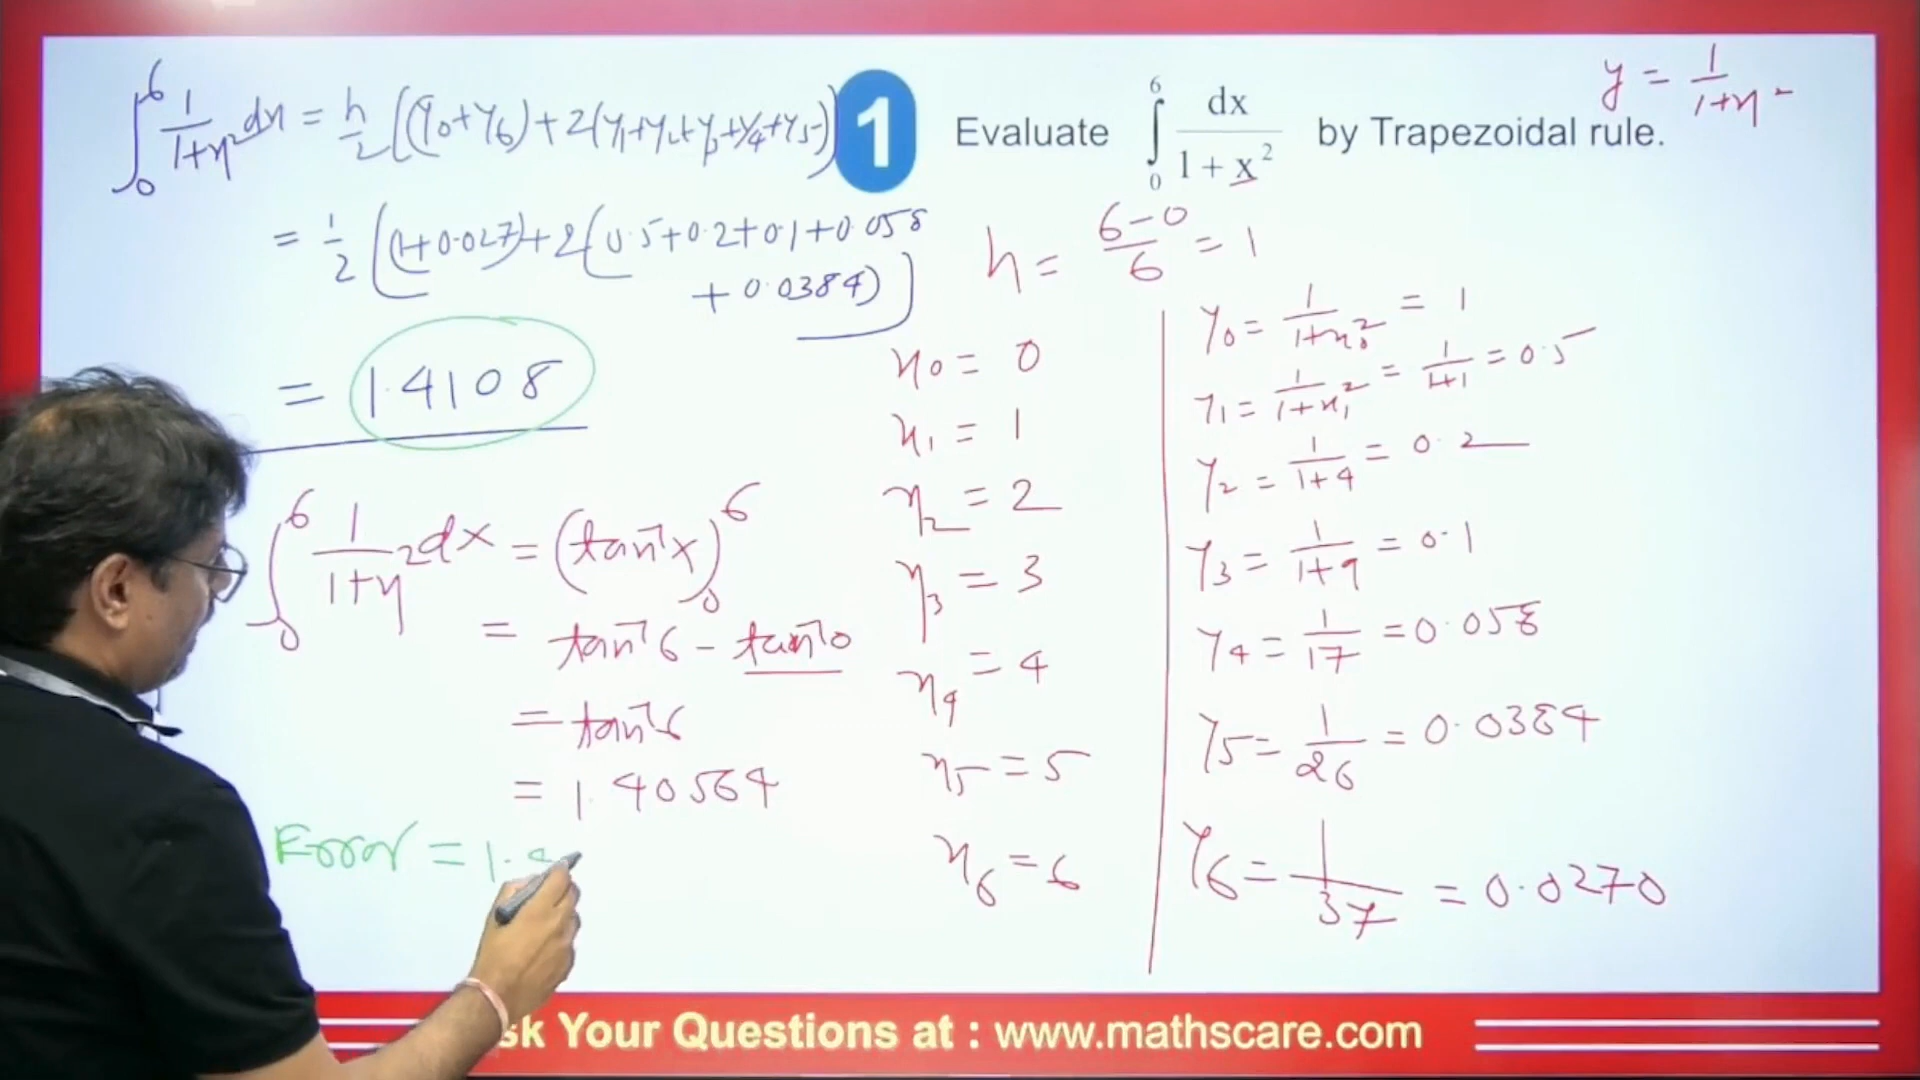 ∫₀⁶ 1/(1+x²) dx = h/2 [(y₀+y₆)+2(y₁+y₂+y₃+y₄+y₅)]
= 1/2 [(1+0.027)+2(0.5+0.2+0.1+0.058
+0.0384)]
= 1.4108
1
Evaluate ∫₀⁶ dx/(1+x²) by Trapezoidal rule.
y = 1/(1+x²)
h = (6-0)/6 = 1
x₀ = 0
x₁ = 1
x₂ = 2
x₃ = 3
x₄ = 4
x₅ = 5
x₆ = 6
y₀ = 1/(1+x₀²) = 1
y₁ = 1/(1+x₁²) = 1/(1+1) = 0.5
y₂ = 1/(1+4) = 0.2
y₃ = 1/(1+9) = 0.1
y₄ = 1/17 = 0.058
y₅ = 1/26 = 0.0384
y₆ = 1/37 = 0.0270
∫₀⁶ 1/(1+x²) dx = (tan⁻¹x)₀⁶
= tan⁻¹6 - tan⁻¹0
= tan⁻¹6
= 1.40564
Error = 1.4
sk Your Questions at : www.mathscare.com